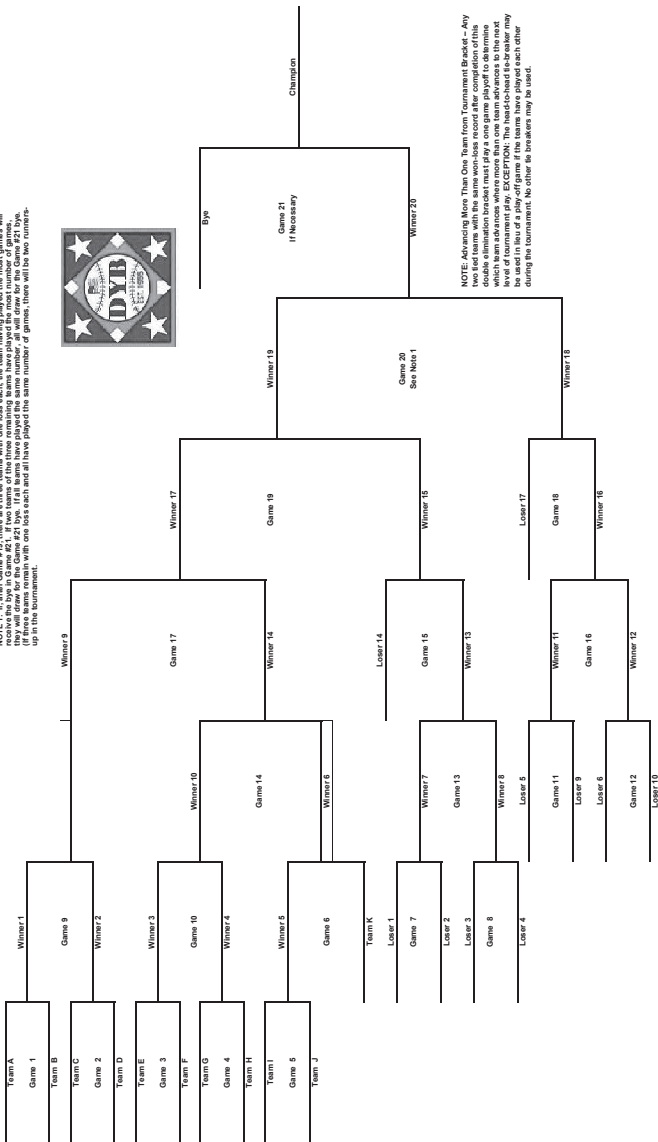 receive the bye in Game #21. If two teams of the three remaining teams have played the most number of games,
they will draw for the Game #21 bye. If all teams have played the same number, all will draw for the Game #21 bye.
(If three teams remain with one loss each and all have played the same number of games, there will be two runners-
up in the tournament.
Team A
Game 1
Team B
Team C
Game 2
Team D
Team E
Game 3
Team F
Team G
Game 4
Team H
Team I
Game 5
Team J
Winner 1
Game 9
Winner 2
Winner 3
Game 10
Winner 4
Winner 5
Game 6
Team K
Loser 1
Game 7
Loser 2
Loser 3
Game 8
Loser 4
Winner 10
Game 14
Winner 6
Winner 7
Game 13
Winner 8
Loser 5
Game 11
Loser 9
Loser 6
Game 12
Loser 10
Winner 9
Game 17
Winner 14
Loser 14
Game 15
Winner 13
Winner 11
Game 16
Winner 12
Winner 17
Game 19
Winner 15
Loser 17
Game 18
Winner 16
Winner 19
Game 20
See Note 1
Winner 18
Bye
Game 21
If Necessary
Winner 20
Champion
DYB
NOTE: Advancing More Than One Team from Tournament Bracket – Any
two tied teams with the same won-loss record after completion of this
double elimination bracket must play a one game playoff to determine
which team advances where more than one team advances to the next
level of tournament play. EXCEPTION: The head-to-head tie-breaker may
be used in lieu of a play-off game if the teams have played each other
during the tournament. No other tie breakers may be used.